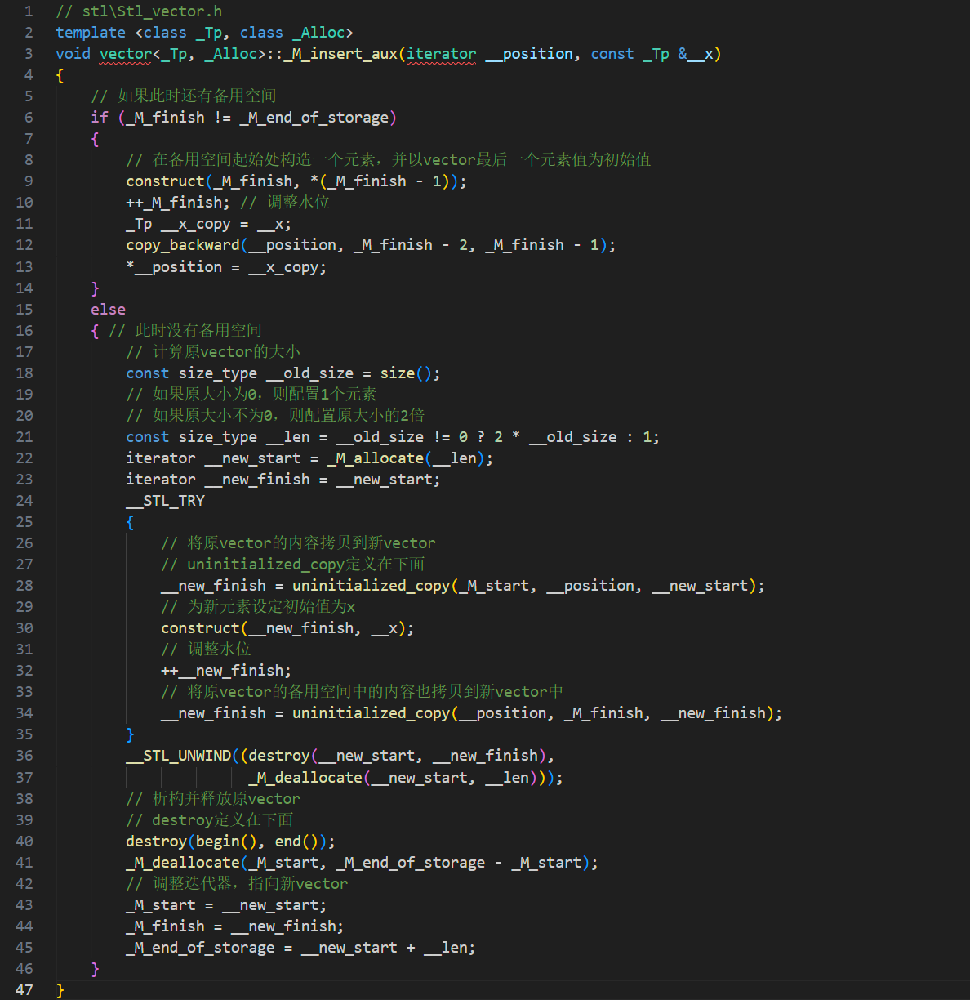 1 // stl\Stl_vector.h
2 template <class _Tp, class _Alloc>
3 void vector<_Tp, _Alloc>::_M_insert_aux(iterator __position, const _Tp &__x)
4 {
5 // 如果此时还有备用空间
6 if (_M_finish != _M_end_of_storage)
7 {
8 // 在备用空间起始处构造一个元素，并以vector最后一个元素值为初始值
9 construct(_M_finish, *(_M_finish - 1));
10 ++_M_finish; // 调整水位
11 _Tp __x_copy = __x;
12 copy_backward(__position, _M_finish - 2, _M_finish - 1);
13 *__position = __x_copy;
14 }
15 else
16 { // 此时没有备用空间
17 // 计算原vector的大小
18 const size_type __old_size = size();
19 // 如果原大小为0，则配置1个元素
20 // 如果原大小不为0，则配置原大小的2倍
21 const size_type __len = __old_size != 0 ? 2 * __old_size : 1;
22 iterator __new_start = _M_allocate(__len);
23 iterator __new_finish = __new_start;
24 __STL_TRY
25 {
26 // 将原vector的内容拷贝到新vector
27 // uninitialized_copy定义在下面
28 __new_finish = uninitialized_copy(_M_start, __position, __new_start);
29 // 为新元素设定初始值为x
30 construct(__new_finish, __x);
31 // 调整水位
32 ++__new_finish;
33 // 将原vector的备用空间中的内容也拷贝到新vector中
34 __new_finish = uninitialized_copy(__position, _M_finish, __new_finish);
35 }
36 __STL_UNWIND((destroy(__new_start, __new_finish),
37 _M_deallocate(__new_start, __len)));
38 // 析构并释放原vector
39 // destroy定义在下面
40 destroy(begin(), end());
41 _M_deallocate(_M_start, _M_end_of_storage - _M_start);
42 // 调整迭代器，指向新vector
43 _M_start = __new_start;
44 _M_finish = __new_finish;
45 _M_end_of_storage = __new_start + __len;
46 }
47 }